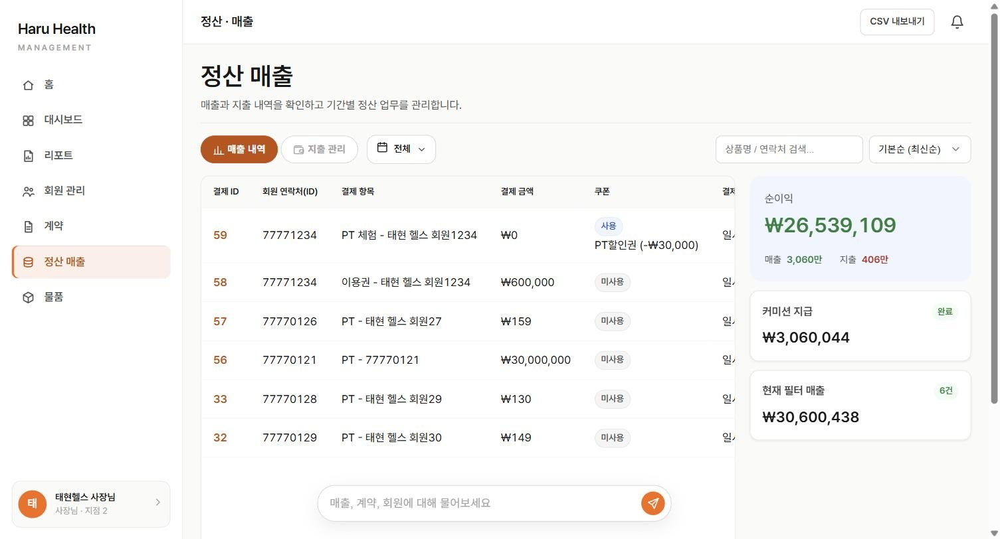 Haru Health
MANAGEMENT
홈
대시보드
리포트
회원 관리
계약
정산 매출
물품
태
태현헬스 사장님
사장님 · 지점 2
정산 · 매출
CSV 내보내기
정산 매출
매출과 지출 내역을 확인하고 기간별 정산 업무를 관리합니다.
매출 내역
지출 관리
전체
상품명 / 연락처 검색...
기본순 (최신순)
결제 ID 회원 연락처(ID) 결제 항목 결제 금액 쿠폰 결제
59 77771234 PT 체험 - 태현 헬스 회원1234 ₩0 사용
PT할인권 (-₩30,000)
58 77771234 이용권 - 태현 헬스 회원1234 ₩600,000 미사용
57 77770126 PT - 태현 헬스 회원27 ₩159 미사용
56 77770121 PT - 77770121 ₩30,000,000 미사용
33 77770128 PT - 태현 헬스 회원29 ₩130 미사용
32 77770129 PT - 태현 헬스 회원30 ₩149 미사용
매출, 계약, 회원에 대해 물어보세요
순이익
₩26,539,109
매출 3,060만 지출 406만
커미션 지급 완료
₩3,060,044
현재 필터 매출 6건
₩30,600,438